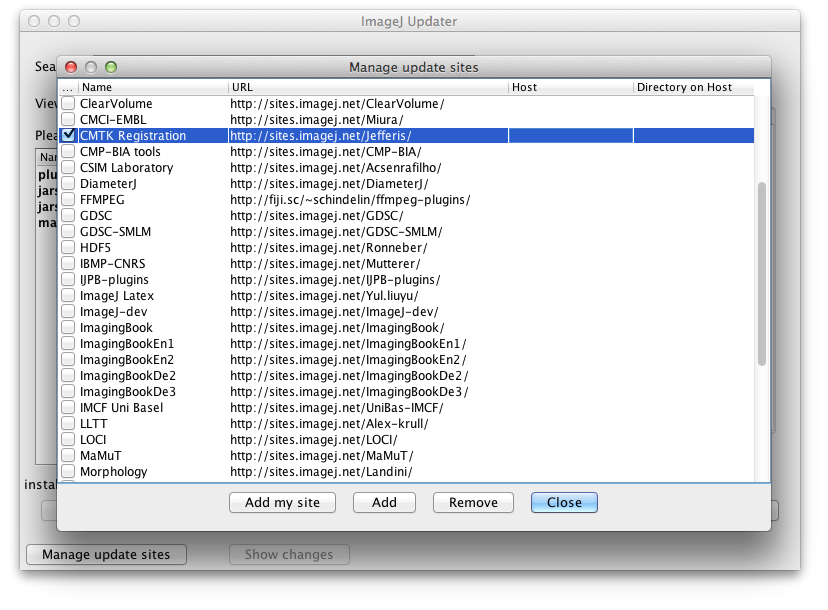 ImageJ Updater
Manage update sites
Sea
Viev
Plea
Nar
plu
jars
jars
ma
insta
... Name URL Host Directory on Host
ClearVolume http://sites.imagej.net/ClearVolume/
CMCI-EMBL http://sites.imagej.net/Miura/
CMTK Registration http://sites.imagej.net/Jefferis/
CMP-BIA tools http://sites.imagej.net/CMP-BIA/
CSIM Laboratory http://sites.imagej.net/Acsenrafilho/
DiameterJ http://sites.imagej.net/DiameterJ/
FFMPEG http://fiji.sc/~schindelin/ffmpeg-plugins/
GDSC http://sites.imagej.net/GDSC/
GDSC-SMLM http://sites.imagej.net/GDSC-SMLM/
HDF5 http://sites.imagej.net/Ronneber/
IBMP-CNRS http://sites.imagej.net/Mutterer/
IJPB-plugins http://sites.imagej.net/IJPB-plugins/
ImageJ Latex http://sites.imagej.net/Yul.liuyu/
ImageJ-dev http://sites.imagej.net/ImageJ-dev/
ImagingBook http://sites.imagej.net/ImagingBook/
ImagingBookEn1 http://sites.imagej.net/ImagingBookEn1/
ImagingBookEn2 http://sites.imagej.net/ImagingBookEn2/
ImagingBookDe2 http://sites.imagej.net/ImagingBookDe2/
ImagingBookDe3 http://sites.imagej.net/ImagingBookDe3/
IMCF Uni Basel http://sites.imagej.net/UniBas-IMCF/
LLTT http://sites.imagej.net/Alex-krull/
LOCI http://sites.imagej.net/LOCI/
MaMuT http://sites.imagej.net/MaMuT/
Morphology http://sites.imagej.net/Landini/
Add my site Add Remove Close
Manage update sites Show changes